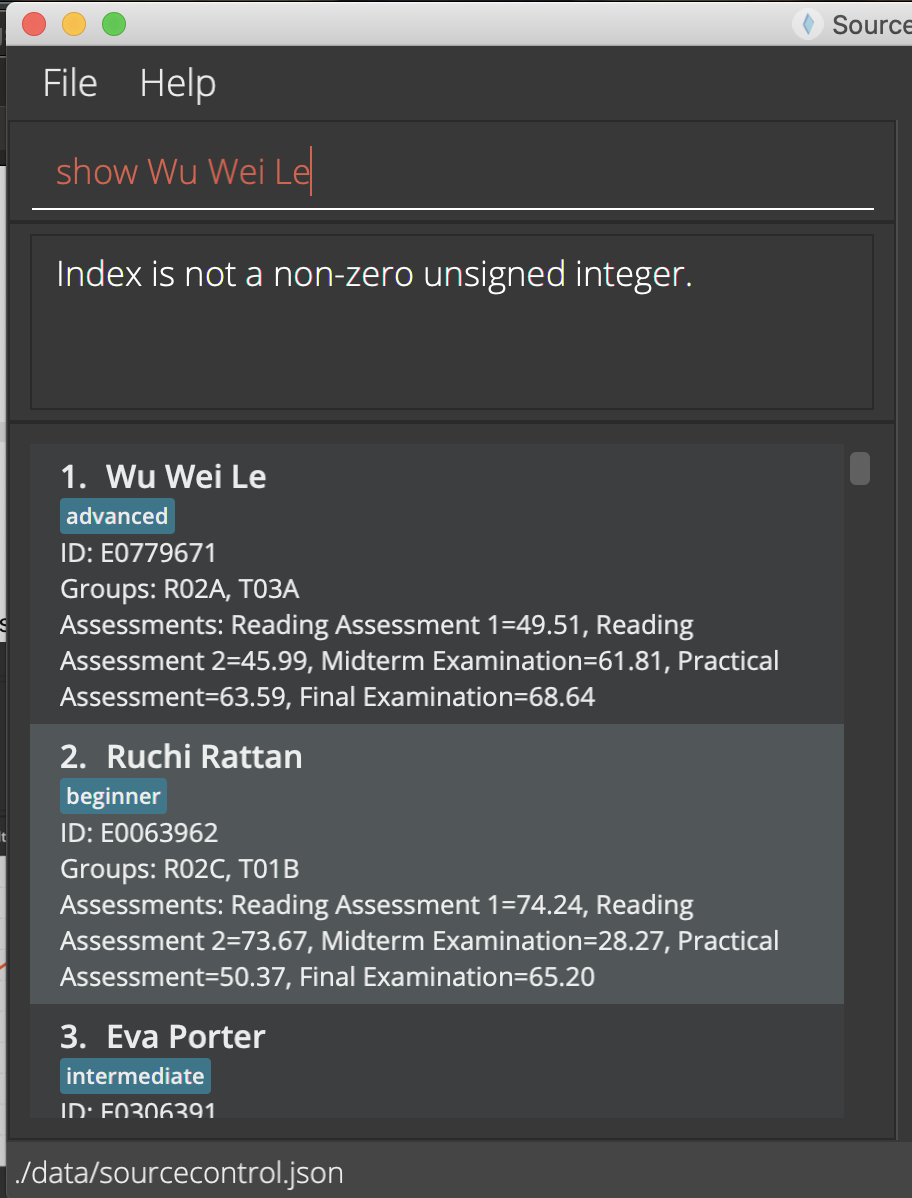 Source
File Help
show Wu Wei Le
Index is not a non-zero unsigned integer.
1. Wu Wei Le
advanced
ID: E0779671
Groups: R02A, T03A
Assessments: Reading Assessment 1=49.51, Reading
Assessment 2=45.99, Midterm Examination=61.81, Practical
Assessment=63.59, Final Examination=68.64
2. Ruchi Rattan
beginner
ID: E0063962
Groups: R02C, T01B
Assessments: Reading Assessment 1=74.24, Reading
Assessment 2=73.67, Midterm Examination=28.27, Practical
Assessment=50.37, Final Examination=65.20
3. Eva Porter
intermediate
ID: E0306391
./data/sourcecontrol.json